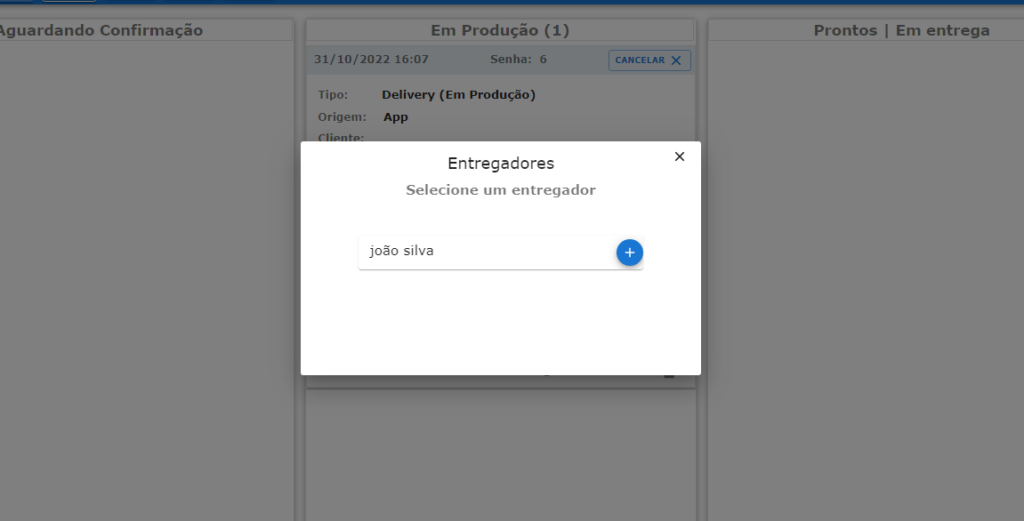 Aguardando Confirmação
Em Produção (1)
Prontos | Em entrega
31/10/2022 16:07 Senha: 6 CANCELAR
Tipo: Delivery (Em Produção)
Origem: App
Cliente:
Entregadores
Selecione um entregador
joão silva